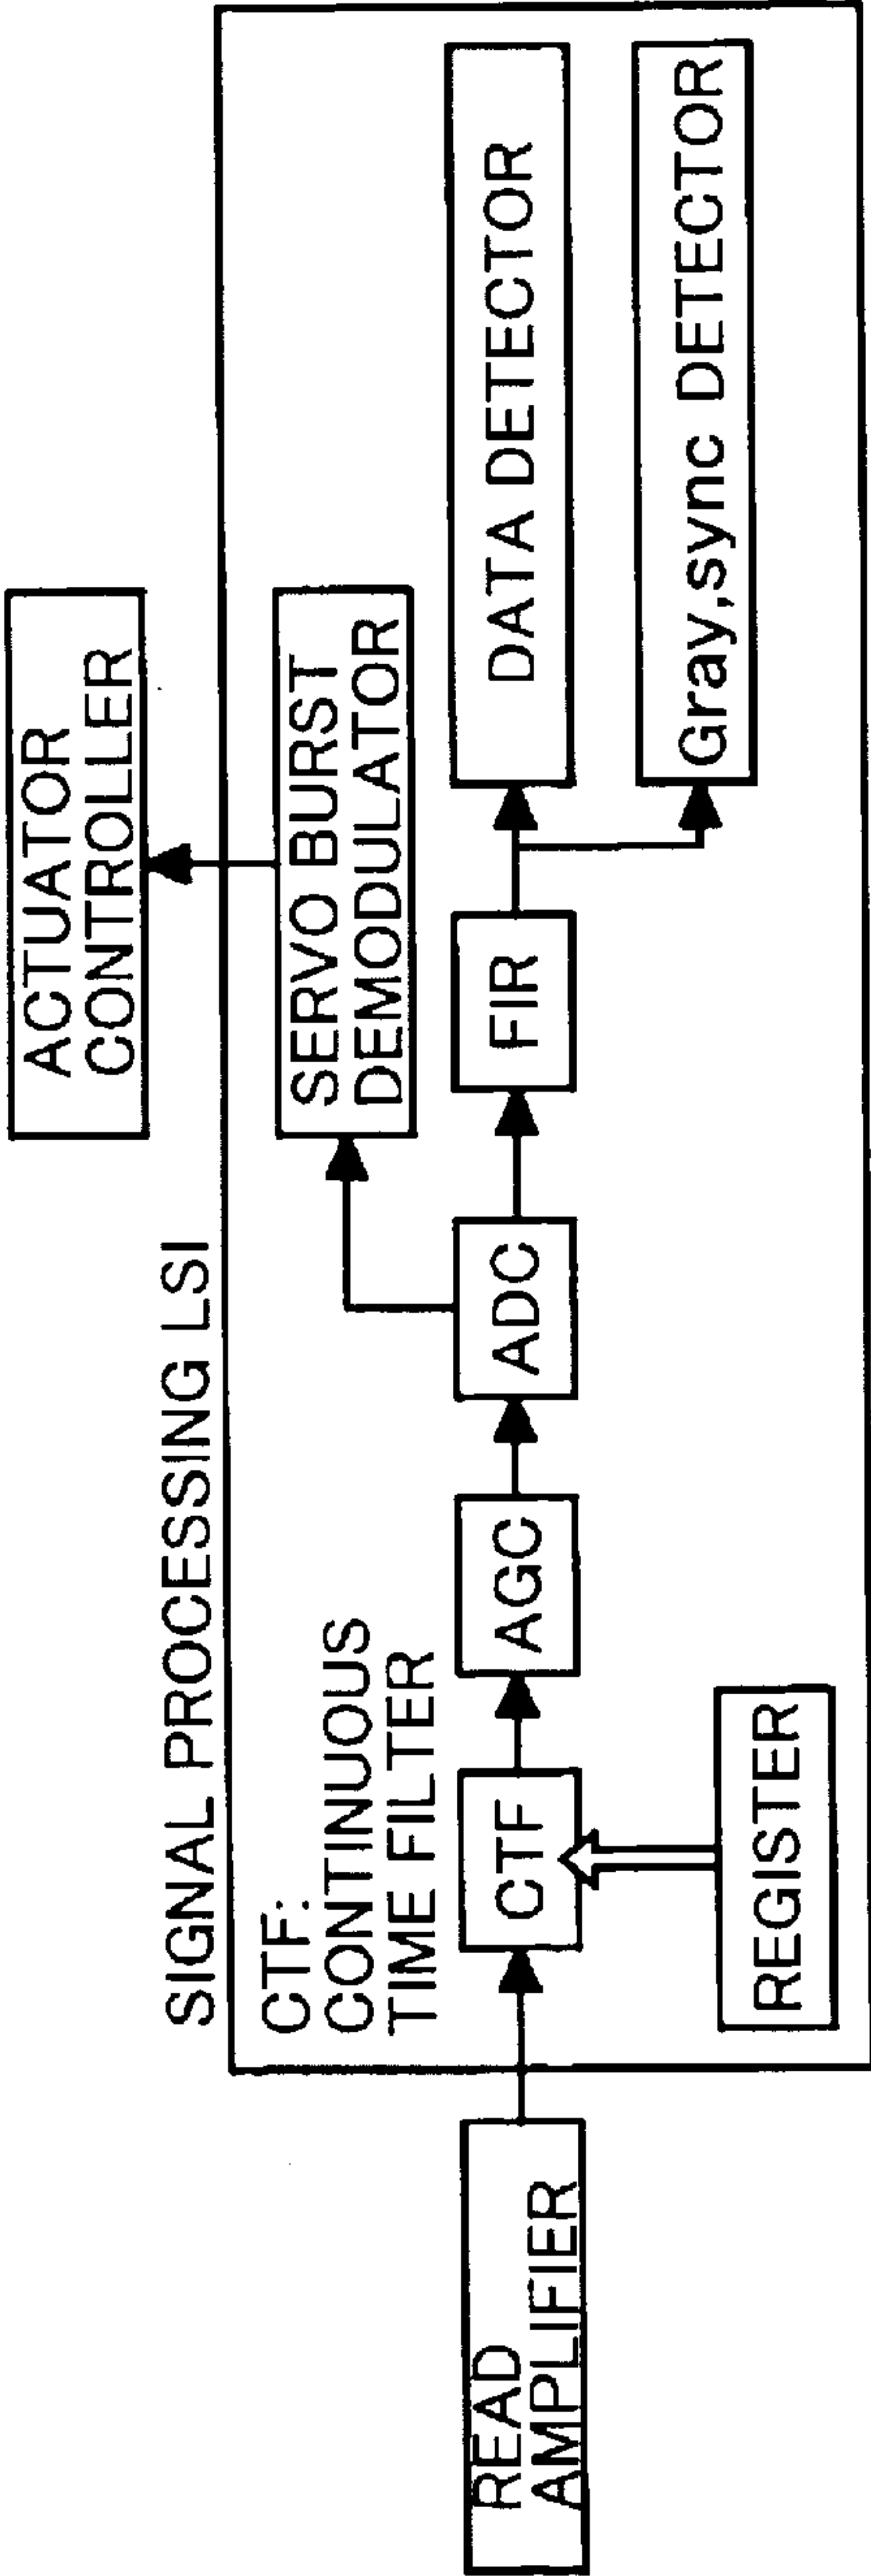 ACTUATOR
CONTROLLER
SIGNAL PROCESSING LSI
CTF:
CONTINUOUS
TIME FILTER
SERVO BURST
DEMODULATOR
READ
AMPLIFIER
CTF
AGC
ADC
FIR
DATA DETECTOR
REGISTER
Gray,sync DETECTOR